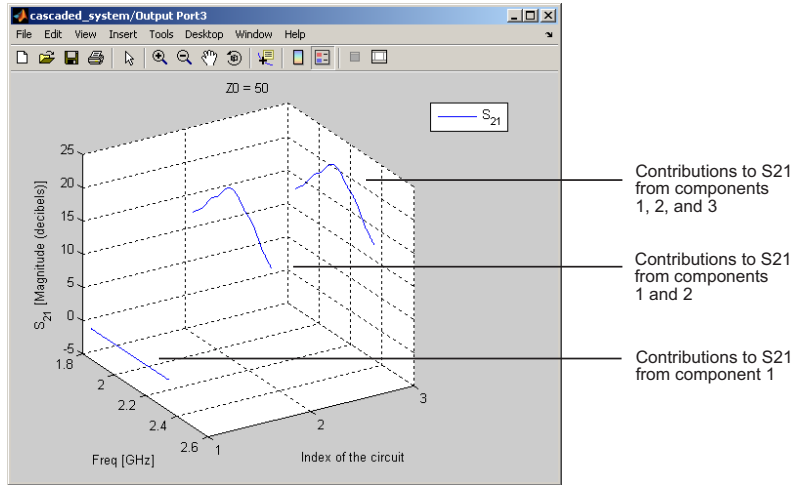 cascaded_system/Output Port3
File Edit View Insert Tools Desktop Window Help
Z0 = 50
S21
25
20
15
10
5
0
-5
S21 [Magnitude (decibels)]
1.8
2
2.2
2.4
2.6
Freq [GHz]
1
2
3
Index of the circuit
Contributions to S21
from components
1, 2, and 3
Contributions to S21
from components
1 and 2
Contributions to S21
from component 1